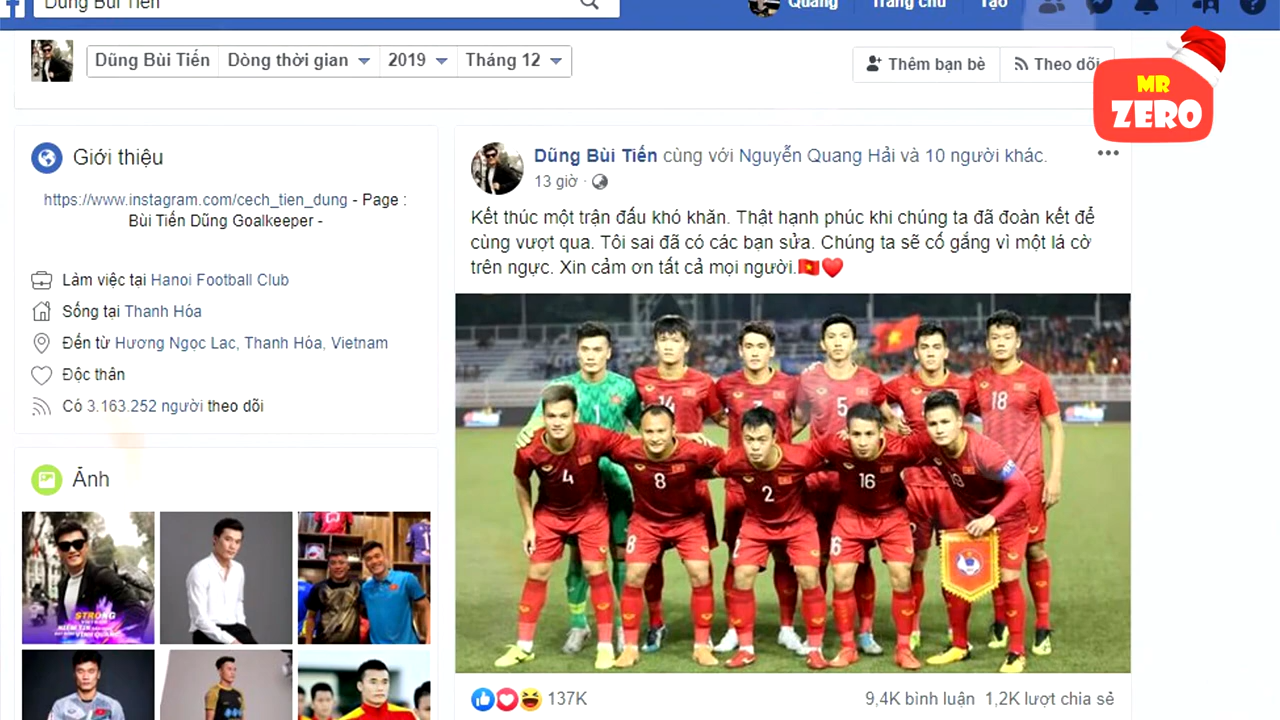 Dũng Bùi Tiến
Quang
Trang chủ
Tạo
Dũng Bùi Tiến
Dòng thời gian
2019
Tháng 12
Thêm bạn bè
Theo dõi
MR
ZERO
Giới thiệu
https://www.instagram.com/cech_tien_dung - Page :
Bùi Tiến Dũng Goalkeeper -
Làm việc tại Hanoi Football Club
Sống tại Thanh Hóa
Đến từ Hương Ngọc Lac, Thanh Hóa, Vietnam
Độc thân
Có 3.163.252 người theo dõi
Ảnh
STRONG
Dũng Bùi Tiến cùng với Nguyễn Quang Hải và 10 người khác.
13 giờ ·
Kết thúc một trận đấu khó khăn. Thật hạnh phúc khi chúng ta đã đoàn kết để
cùng vượt qua. Tôi sai đã có các bạn sửa. Chúng ta sẽ cố gắng vì một lá cờ
trên ngực. Xin cảm ơn tất cả mọi người.🇻🇳❤️
1
14
3
5
18
4
8
2
16
19
8
2
137K
9,4K bình luận
1,2K lượt chia sẻ